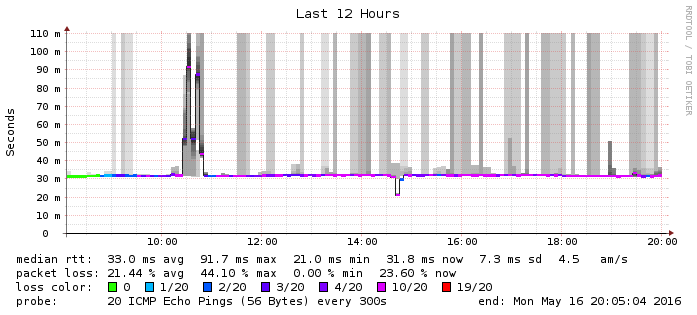 Last 12 Hours
RRDTOOL / TOBI OETIKER
Seconds
110 m
100 m
90 m
80 m
70 m
60 m
50 m
40 m
30 m
20 m
10 m
0
10:00 12:00 14:00 16:00 18:00 20:00
median rtt: 33.0 ms avg 91.7 ms max 21.0 ms min 31.8 ms now 7.3 ms sd 4.5 am/s
packet loss: 21.44 % avg 44.10 % max 0.00 % min 23.60 % now
loss color: 0 1/20 2/20 3/20 4/20 10/20 19/20
probe: 20 ICMP Echo Pings (56 Bytes) every 300s end: Mon May 16 20:05:04 2016